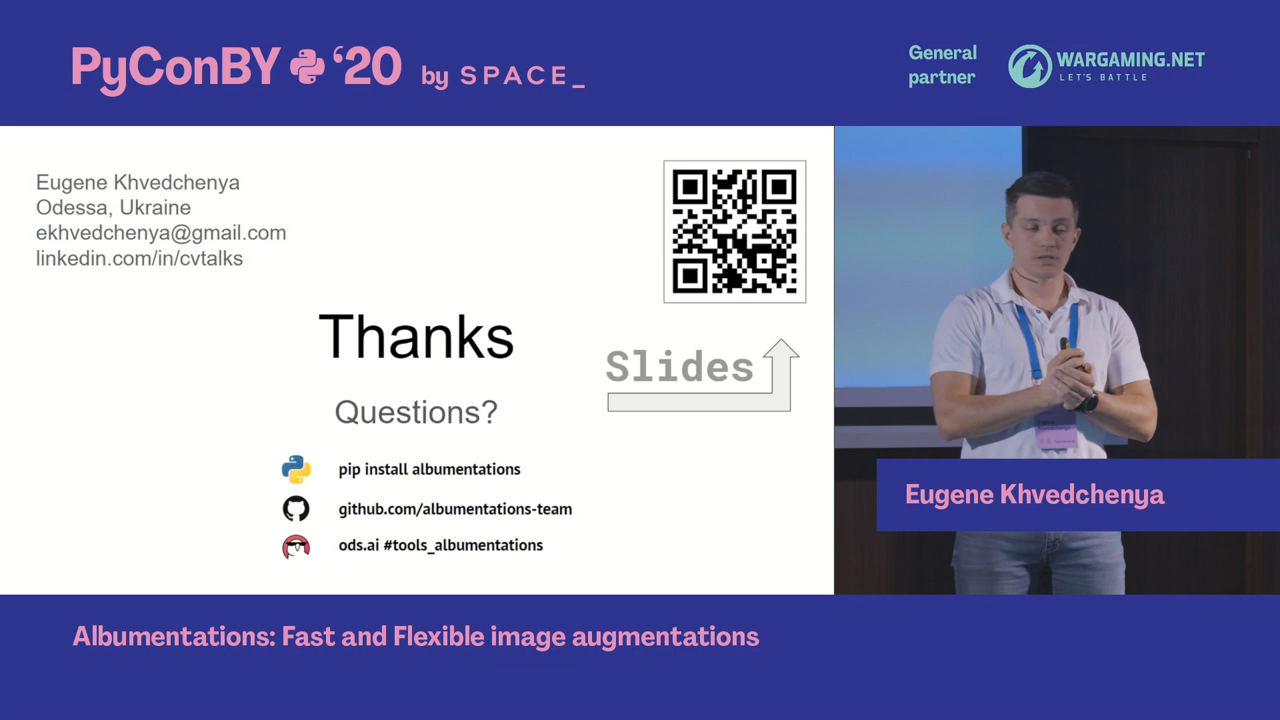 PyConBY '20 by SPACE_
General
partner
WARGAMING.NET
LET'S BATTLE
Eugene Khvedchenya
Odessa, Ukraine
ekhvedchenya@gmail.com
linkedin.com/in/cvtalks
Thanks
Slides
Questions?
pip install albumentations
github.com/albumentations-team
ods.ai #tools_albumentations
Eugene Khvedchenya
Albumentations: Fast and Flexible image augmentations